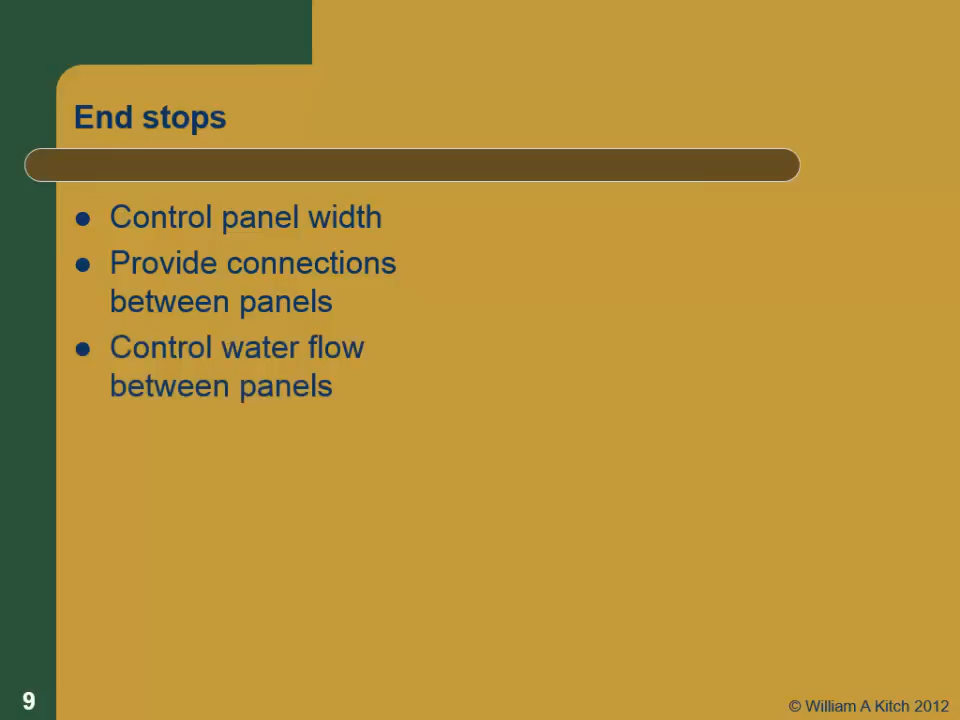 End stops
● Control panel width
● Provide connections
between panels
● Control water flow
between panels
9
© William A Kitch 2012